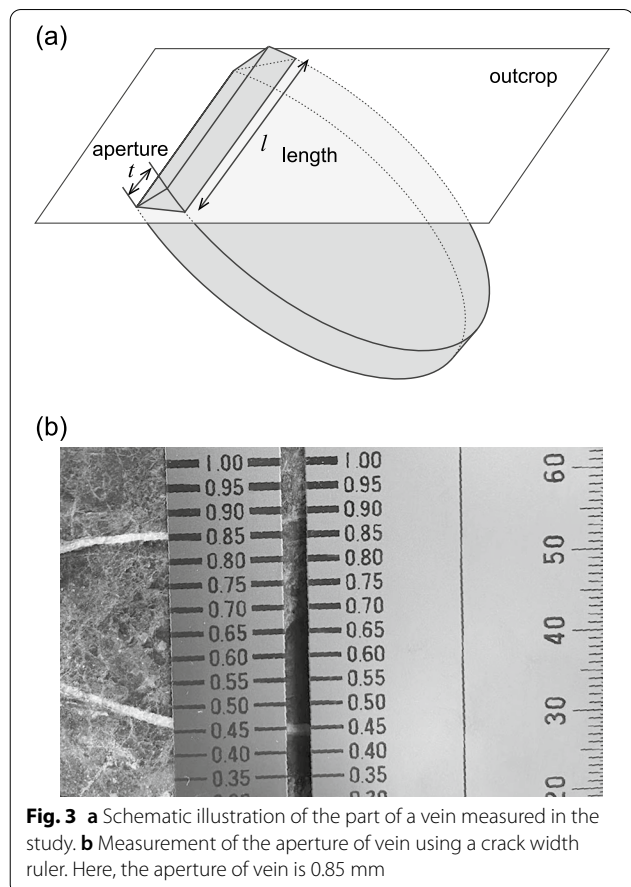 (a)
outcrop
aperture
t
l
length
(b)
1.00 1.00
0.95 0.95
0.90 0.90
0.85 0.85
0.80 0.80
0.75 0.75
0.70 0.70
0.65 0.65
0.60 0.60
0.55 0.55
0.50 0.50
0.45 0.45
0.40 0.40
0.35 0.35
60
50
40
30
Fig. 3 a Schematic illustration of the part of a vein measured in the
study. b Measurement of the aperture of vein using a crack width
ruler. Here, the aperture of vein is 0.85 mm